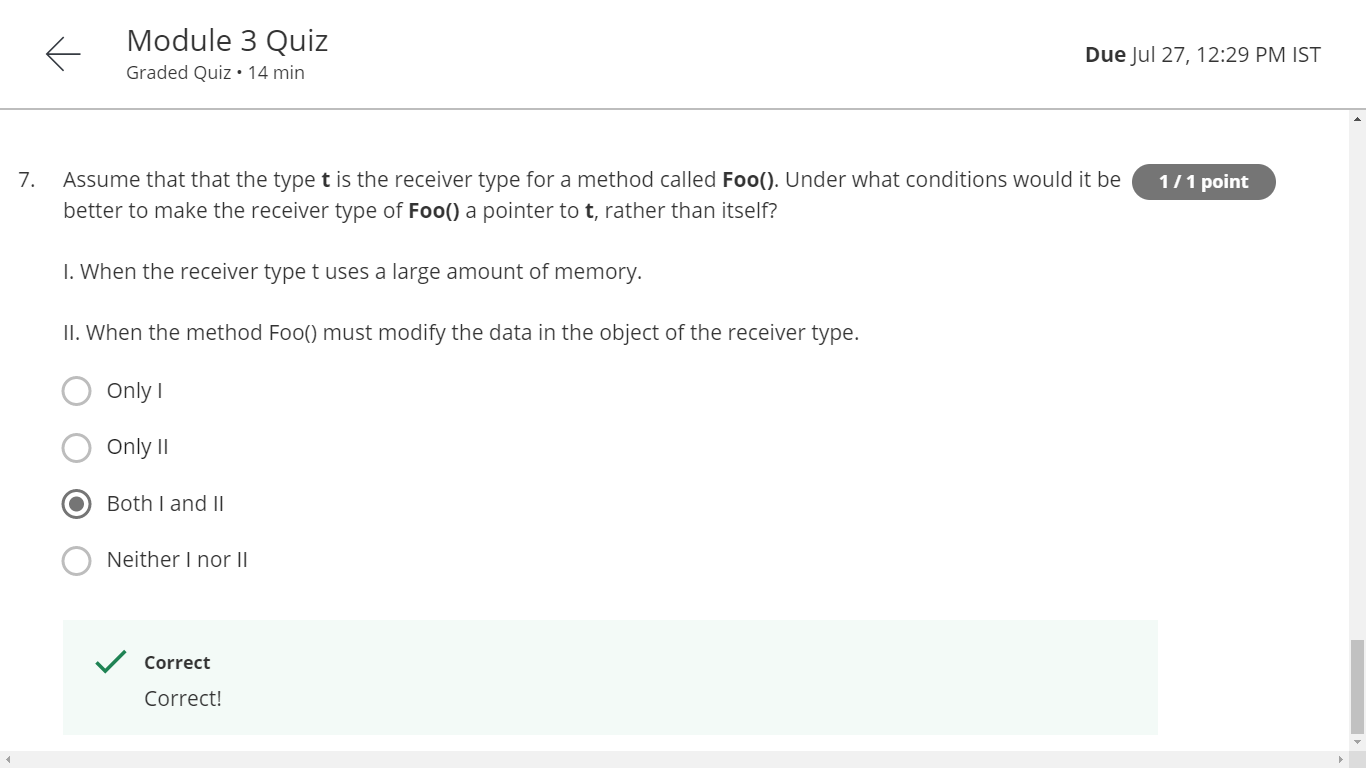 Module 3 Quiz
Graded Quiz • 14 min
Due Jul 27, 12:29 PM IST
7. Assume that that the type t is the receiver type for a method called Foo(). Under what conditions would it be
1 / 1 point
better to make the receiver type of Foo() a pointer to t, rather than itself?
I. When the receiver type t uses a large amount of memory.
II. When the method Foo() must modify the data in the object of the receiver type.
Only I
Only II
Both I and II
Neither I nor II
Correct
Correct!